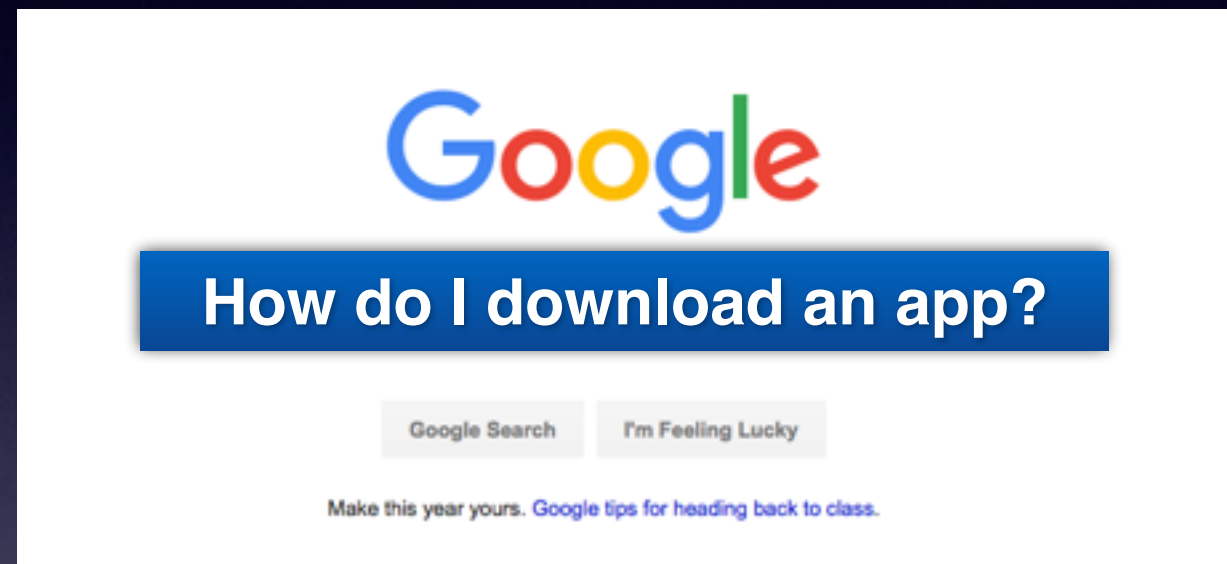 Google
How do I download an app?
Google Search I'm Feeling Lucky
Make this year yours. Google tips for heading back to class.